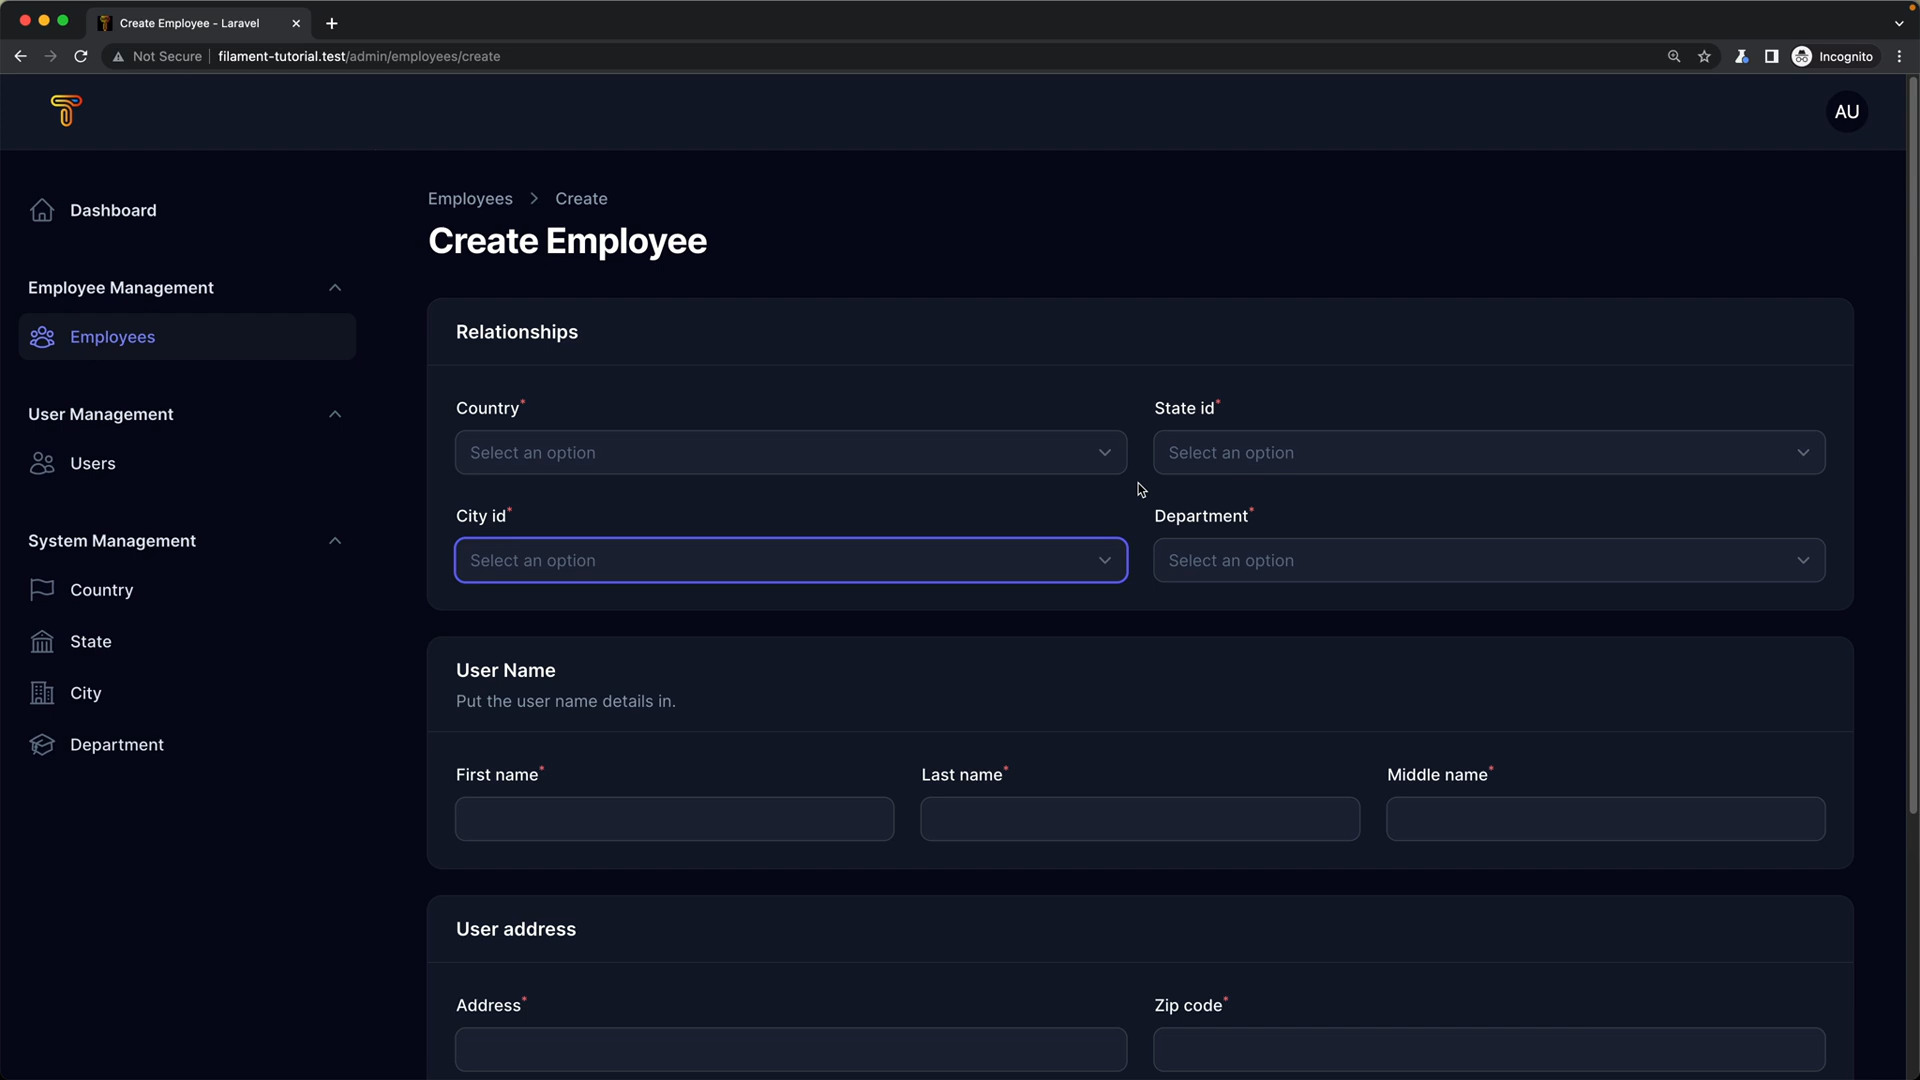 Create Employee - Laravel
Not Secure filament-tutorial.test/admin/employees/create Incognito
AU
Dashboard
Employee Management
Employees
User Management
Users
System Management
Country
State
City
Department
Employees > Create
Create Employee
Relationships
Country* State id*
Select an option Select an option
City id* Department*
Select an option Select an option
User Name
Put the user name details in.
First name* Last name* Middle name*
User address
Address* Zip code*